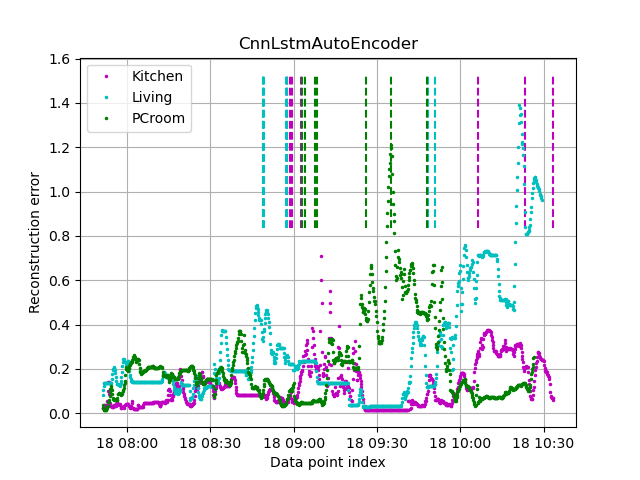 CnnLstmAutoEncoder
Kitchen
Living
PCroom
1.6
1.4
1.2
1.0
0.8
0.6
0.4
0.2
0.0
Reconstruction error
18 08:00 18 08:30 18 09:00 18 09:30 18 10:00 18 10:30
Data point index